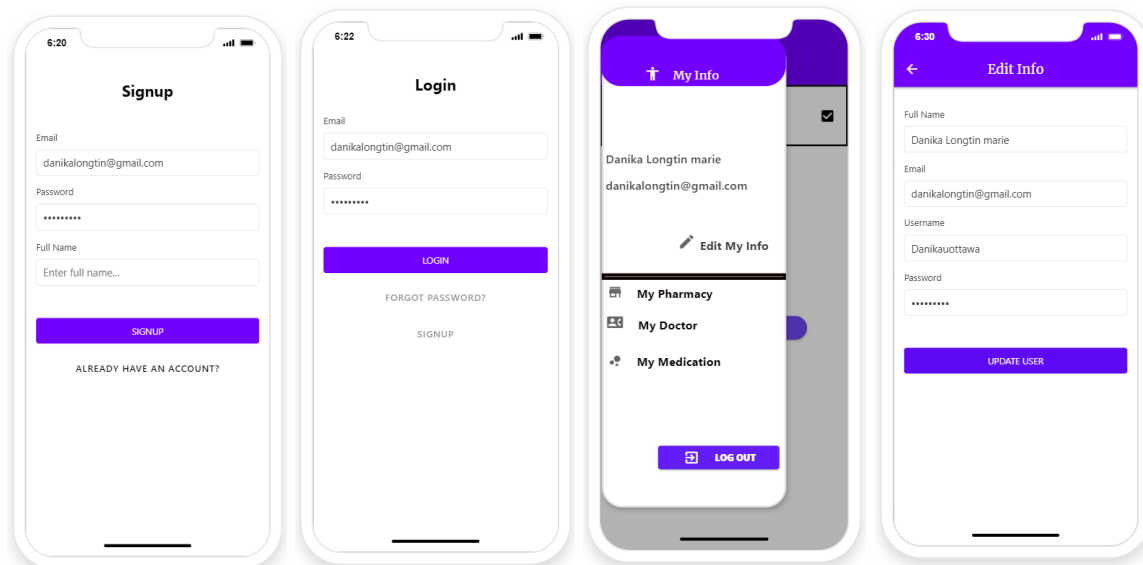 6:20
Signup
Email
danikalongtin@gmail.com
Password
•••••••••
Full Name
Enter full name...
SIGNUP
ALREADY HAVE AN ACCOUNT?
6:22
Login
Email
danikalongtin@gmail.com
Password
•••••••••
LOGIN
FORGOT PASSWORD?
SIGNUP
My Info
Danika Longtin marie
danikalongtin@gmail.com
Edit My Info
My Pharmacy
My Doctor
My Medication
LOG OUT
6:30
Edit Info
Full Name
Danika Longtin marie
Email
danikalongtin@gmail.com
Username
Danikauottawa
Password
•••••••••
UPDATE USER